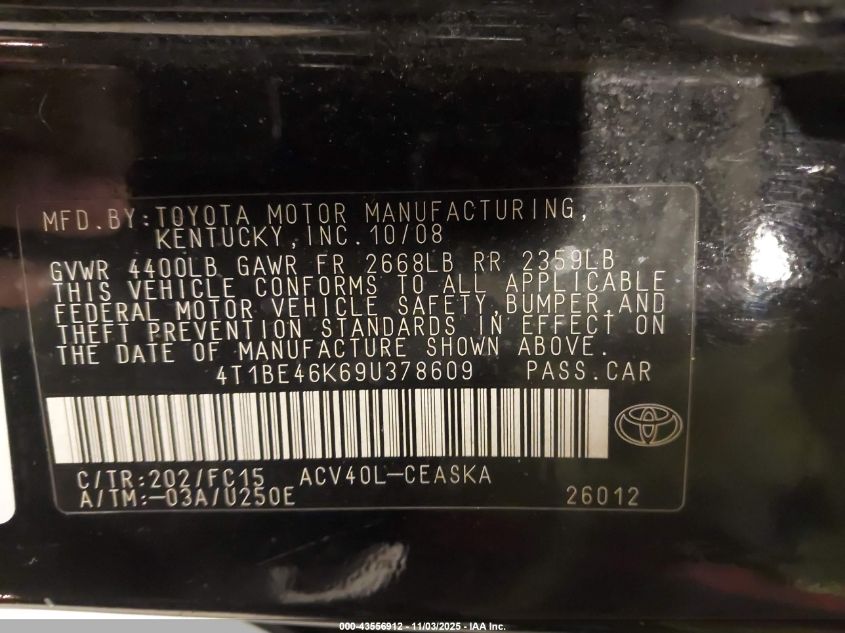 MFD.BY:TOYOTA MOTOR MANUFACTURING,
KENTUCKY,INC.10/08
GVWR 4400LB GAWR FR 2668LB RR 2359LB
THIS VEHICLE CONFORMS TO ALL APPLICABLE
FEDERAL MOTOR VEHICLE SAFETY,BUMPER,AND
THEFT PREVENTION STANDARDS IN EFFECT ON
THE DATE OF MANUFACTURE SHOWN ABOVE.
4T1BE46K69U378609 PASS.CAR
C/TR:202/FC15 ACV40L-CEASKA
A/TM:-03A/U250E 26012
000-43556912 - 11/03/2025 - IAA Inc.